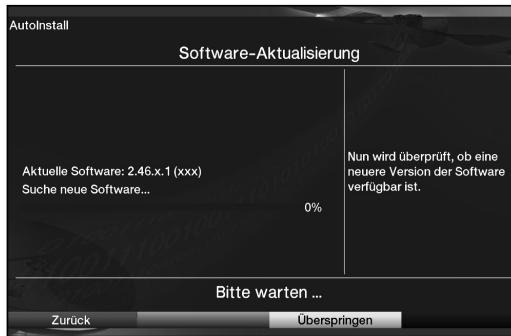 AutoInstall
Software-Aktualisierung
Aktuelle Software: 2.46.x.1 (xxx)
Suche neue Software...
0%
Nun wird überprüft, ob eine
neuere Version der Software
verfügbar ist.
Bitte warten ...
Zurück
Überspringen